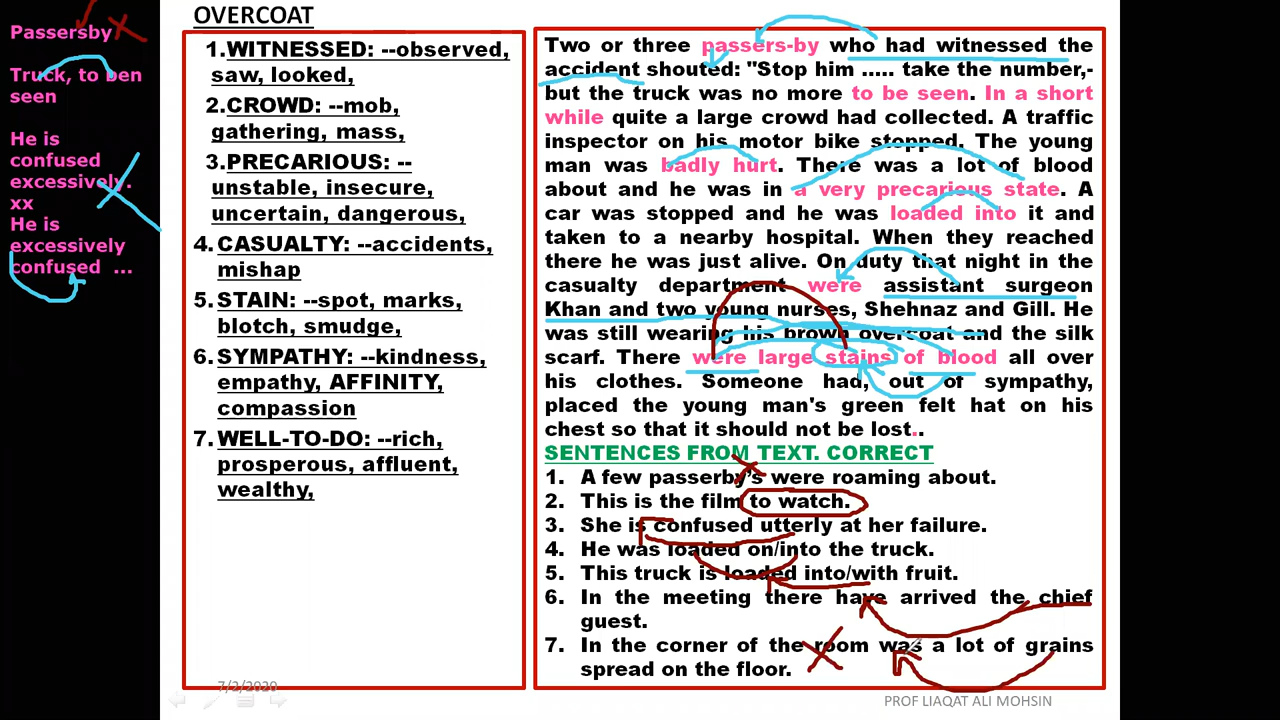 Passersby
Truck, to ben
seen
He is
confused
excessively.
xx
He is
excessively
confused ...
OVERCOAT
1.WITNESSED: --observed,
saw, looked,
2.CROWD: --mob,
gathering, mass,
3.PRECARIOUS: --
unstable, insecure,
uncertain, dangerous,
4. CASUALTY: --accidents,
mishap
5. STAIN: --spot, marks,
blotch, smudge,
6. SYMPATHY: --kindness,
empathy, AFFINITY,
compassion
7. WELL-TO-DO: --rich,
prosperous, affluent,
wealthy,
Two or three passers-by who had witnessed the
accident shouted: "Stop him ..... take the number,-
but the truck was no more to be seen. In a short
while quite a large crowd had collected. A traffic
inspector on his motor bike stopped. The young
man was badly hurt. There was a lot of blood
about and he was in a very precarious state. A
car was stopped and he was loaded into it and
taken to a nearby hospital. When they reached
there he was just alive. On duty that night in the
casualty department were assistant surgeon
Khan and two young nurses, Shehnaz and Gill. He
was still wearing his brown overcoat and the silk
scarf. There were large stains of blood all over
his clothes. Someone had, out of sympathy,
placed the young man's green felt hat on his
chest so that it should not be lost..
SENTENCES FROM TEXT. CORRECT
1. A few passerby's were roaming about.
2. This is the film to watch.
3. She is confused utterly at her failure.
4. He was loaded on/into the truck.
5. This truck is loaded into/with fruit.
6. In the meeting there have arrived the chief
guest.
7. In the corner of the room was a lot of grains
spread on the floor.
7/2/2020
PROF LIAQAT ALI MOHSIN